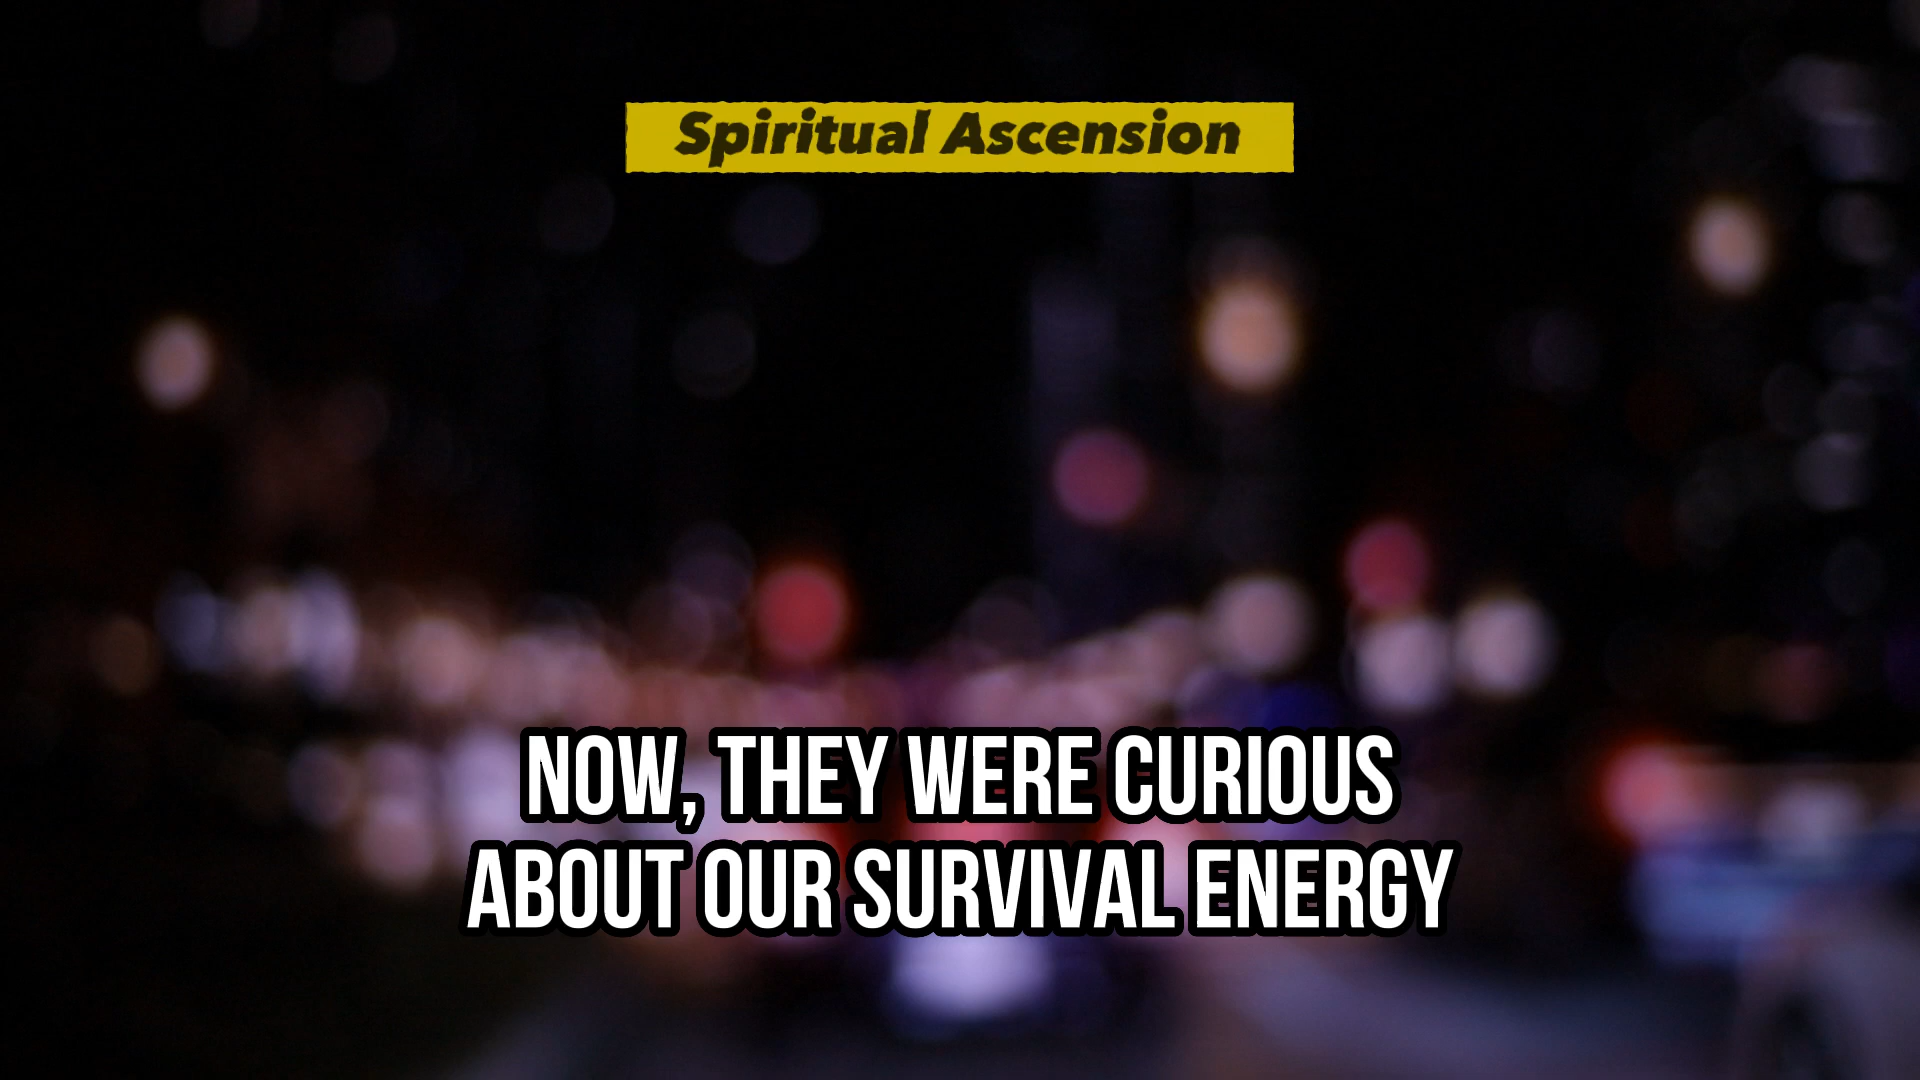 Spiritual Ascension
NOW, THEY WERE CURIOUS
ABOUT OUR SURVIVAL ENERGY